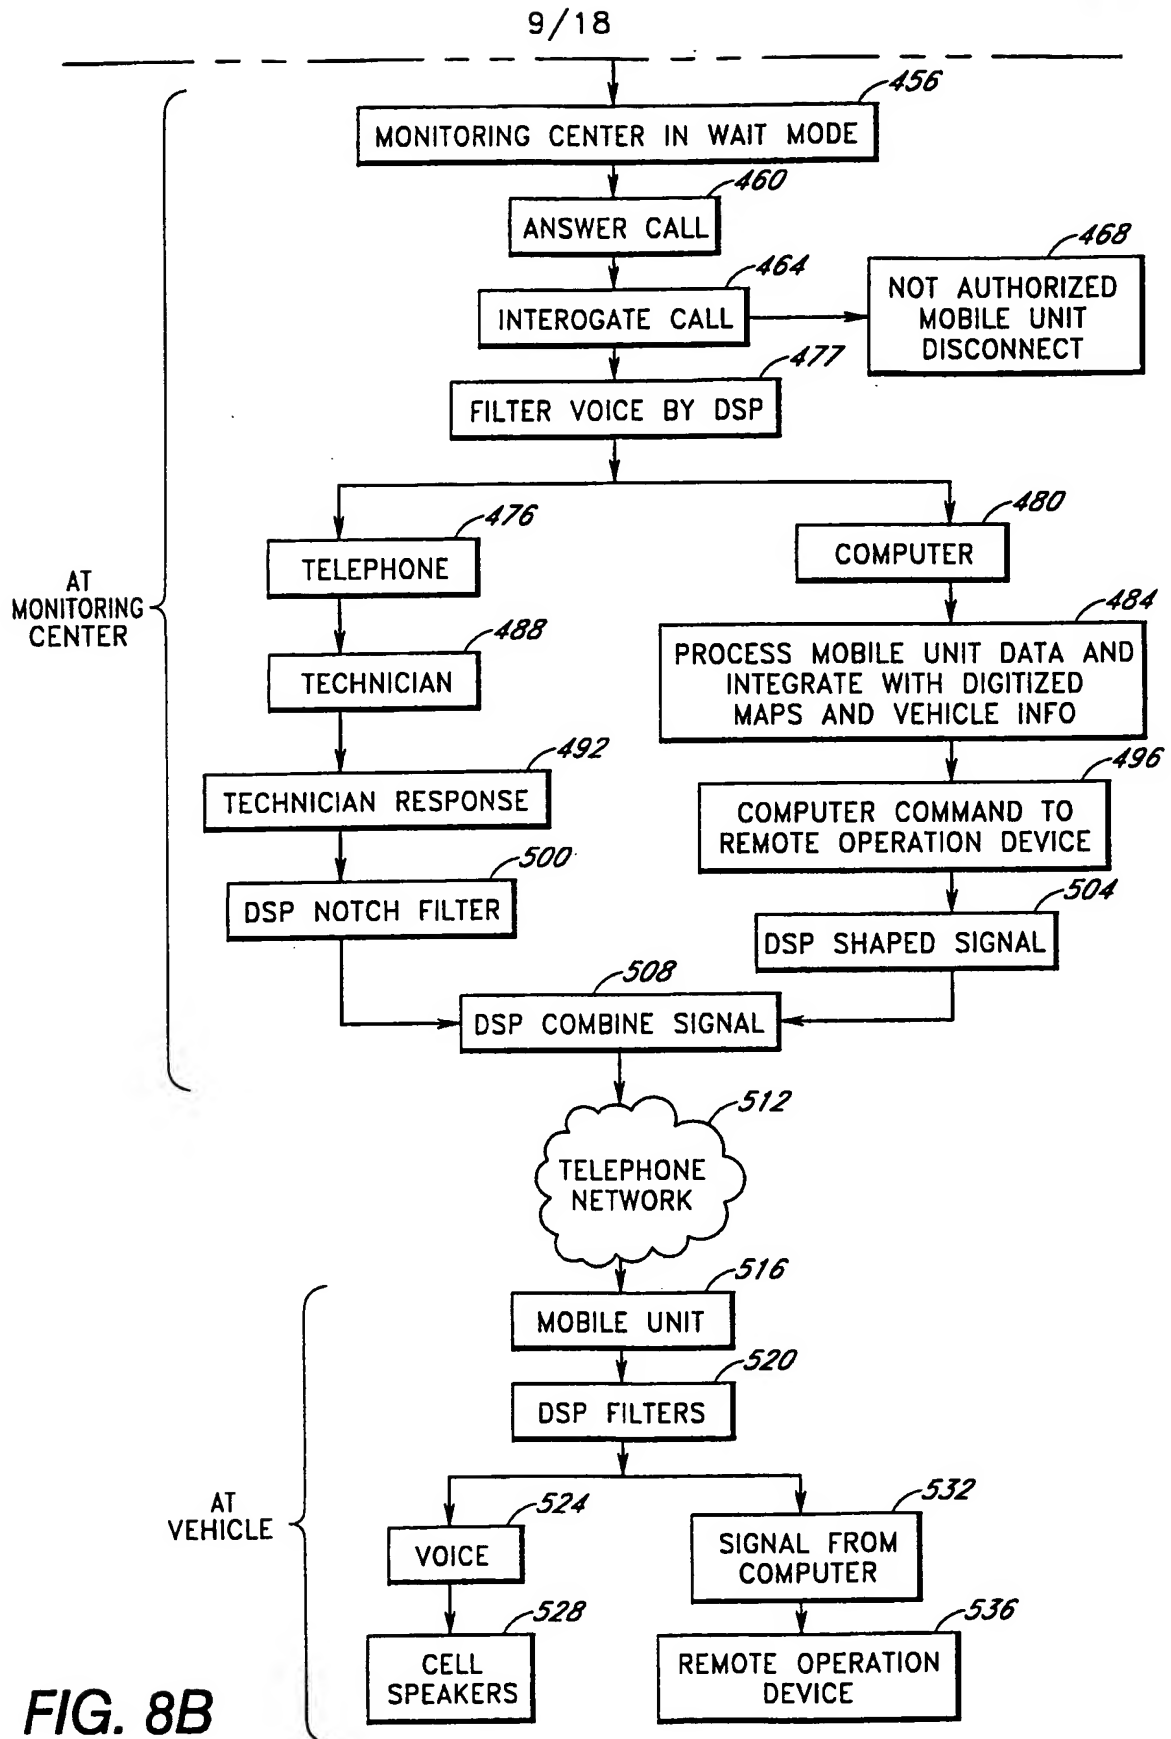 9/18
456
MONITORING CENTER IN WAIT MODE
460
ANSWER CALL
464
INTEROGATE CALL
468
NOT AUTHORIZED
MOBILE UNIT
DISCONNECT
477
FILTER VOICE BY DSP
476
TELEPHONE
480
COMPUTER
AT
MONITORING
CENTER
488
TECHNICIAN
484
PROCESS MOBILE UNIT DATA AND
INTEGRATE WITH DIGITIZED
MAPS AND VEHICLE INFO
492
TECHNICIAN RESPONSE
496
COMPUTER COMMAND TO
REMOTE OPERATION DEVICE
500
DSP NOTCH FILTER
504
DSP SHAPED SIGNAL
508
DSP COMBINE SIGNAL
512
TELEPHONE
NETWORK
516
MOBILE UNIT
520
DSP FILTERS
AT
VEHICLE
524
VOICE
532
SIGNAL FROM
COMPUTER
528
CELL
SPEAKERS
536
REMOTE OPERATION
DEVICE
FIG. 8B